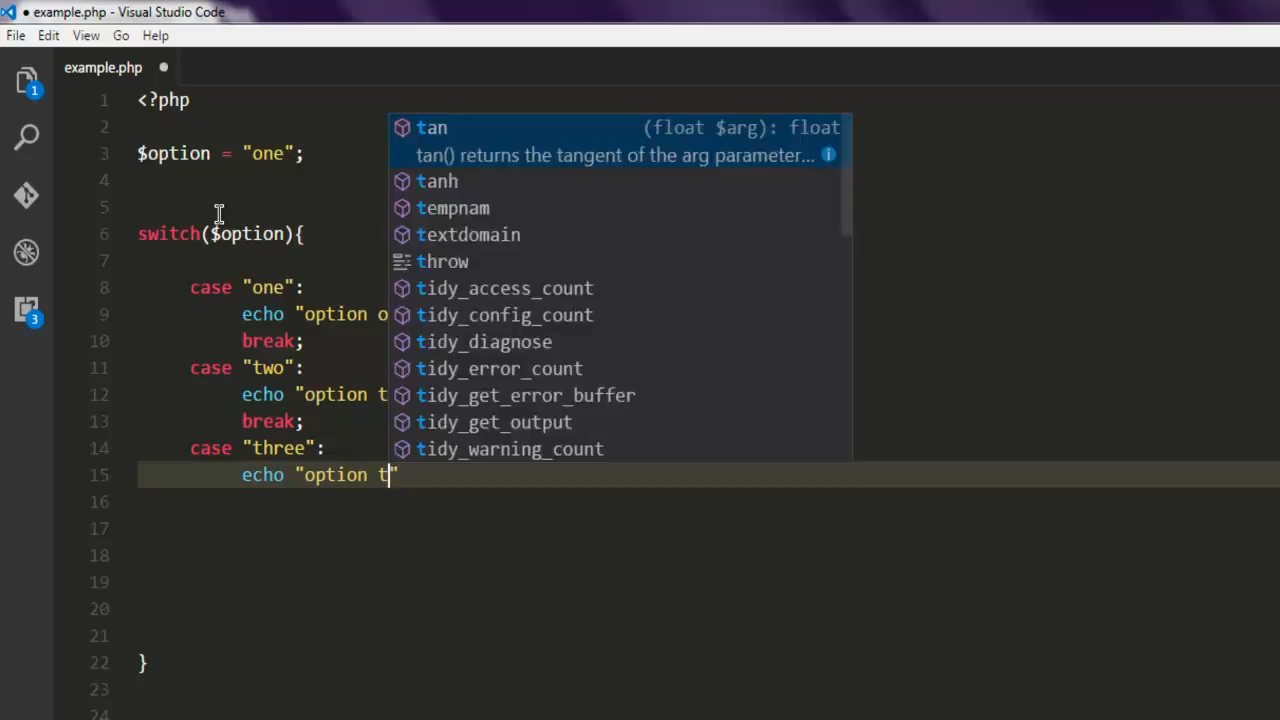 ● example.php - Visual Studio Code
File Edit View Go Help
example.php ●
1 <?php
2
3 $option = "one";
4
5
6 switch($option){
7
8 case "one":
9 echo "option o
10 break;
11 case "two":
12 echo "option t
13 break;
14 case "three":
15 echo "option t"
16
17
18
19
20
21
22 }
23
24
tan (float $arg): float
tan() returns the tangent of the arg parameter...
tanh
tempnam
textdomain
throw
tidy_access_count
tidy_config_count
tidy_diagnose
tidy_error_count
tidy_get_error_buffer
tidy_get_output
tidy_warning_count
1
3